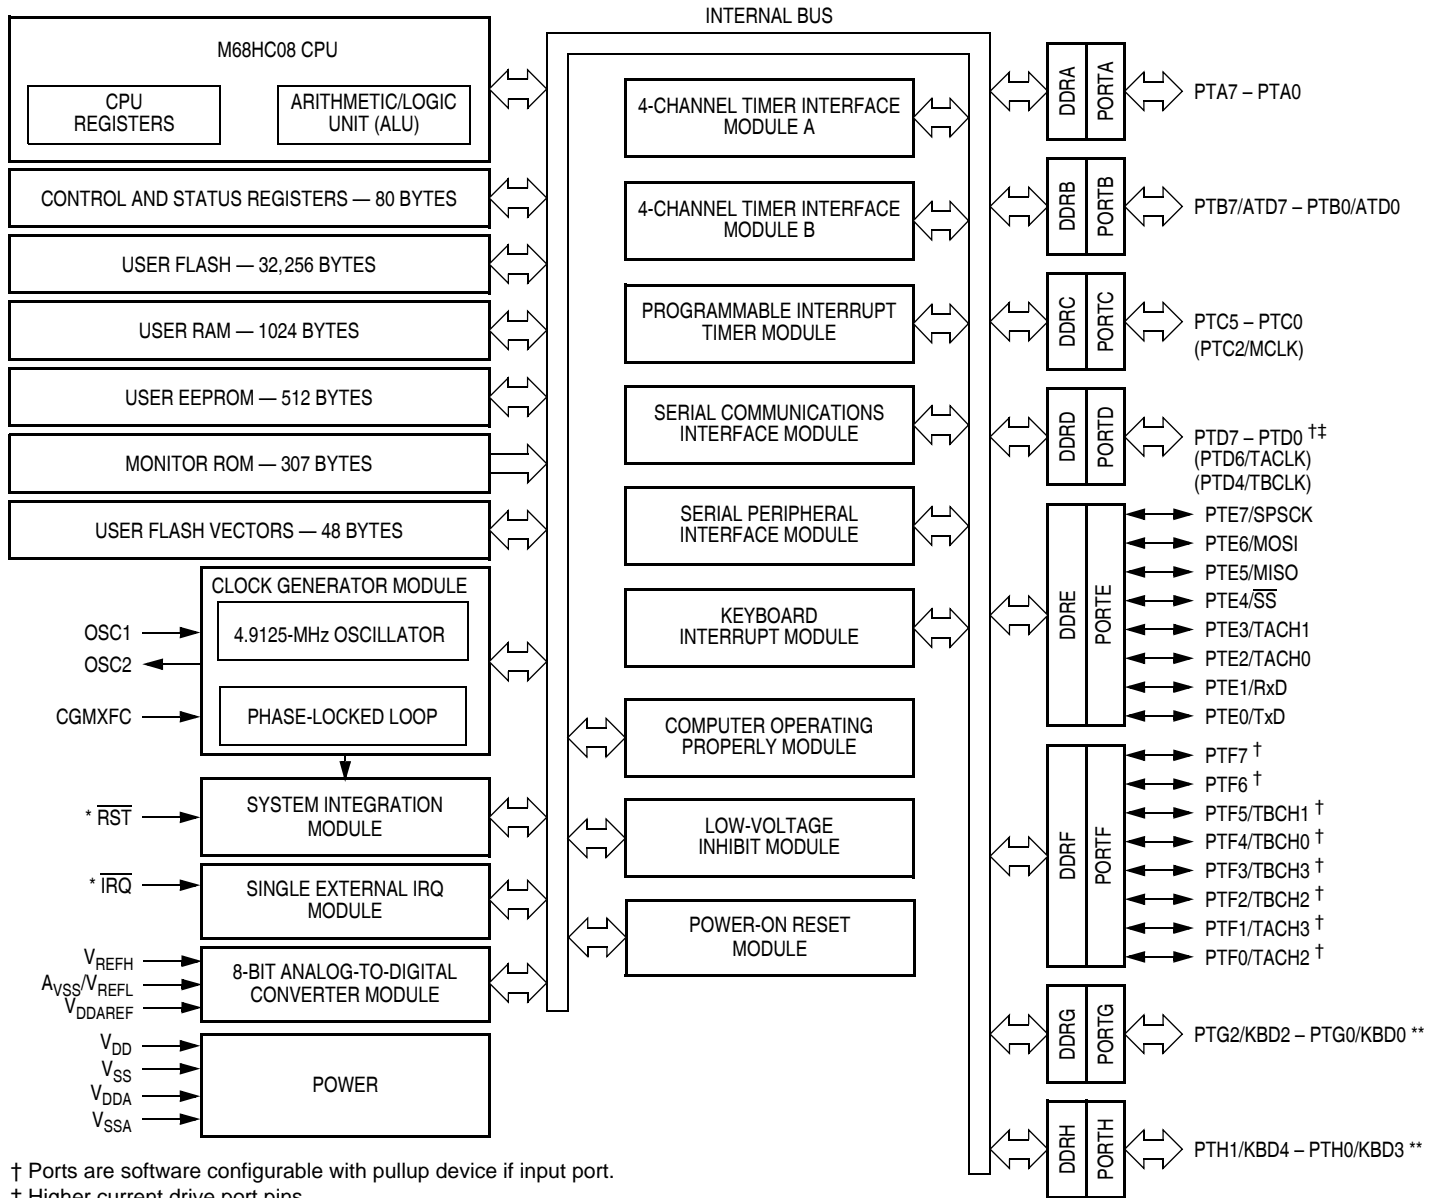 INTERNAL BUS
M68HC08 CPU
CPU
REGISTERS
ARITHMETIC/LOGIC
UNIT (ALU)
CONTROL AND STATUS REGISTERS — 80 BYTES
USER FLASH — 32,256 BYTES
USER RAM — 1024 BYTES
USER EEPROM — 512 BYTES
MONITOR ROM — 307 BYTES
USER FLASH VECTORS — 48 BYTES
CLOCK GENERATOR MODULE
4.9125-MHz OSCILLATOR
PHASE-LOCKED LOOP
OSC1
OSC2
CGMXFC
SYSTEM INTEGRATION
MODULE
* RST
SINGLE EXTERNAL IRQ
MODULE
* IRQ
8-BIT ANALOG-TO-DIGITAL
CONVERTER MODULE
VREFH
AVSS/VREFL
VDDAREF
POWER
VDD
VSS
VDDA
VSSA
4-CHANNEL TIMER INTERFACE
MODULE A
4-CHANNEL TIMER INTERFACE
MODULE B
PROGRAMMABLE INTERRUPT
TIMER MODULE
SERIAL COMMUNICATIONS
INTERFACE MODULE
SERIAL PERIPHERAL
INTERFACE MODULE
KEYBOARD
INTERRUPT MODULE
COMPUTER OPERATING
PROPERLY MODULE
LOW-VOLTAGE
INHIBIT MODULE
POWER-ON RESET
MODULE
DDRA
PORTA
PTA7 – PTA0
DDRB
PORTB
PTB7/ATD7 – PTB0/ATD0
DDRC
PORTC
PTC5 – PTC0
(PTC2/MCLK)
DDRD
PORTD
PTD7 – PTD0 †‡
(PTD6/TACLK)
(PTD4/TBCLK)
DDRE
PORTE
PTE7/SPSCK
PTE6/MOSI
PTE5/MISO
PTE4/SS
PTE3/TACH1
PTE2/TACH0
PTE1/RxD
PTE0/TxD
DDRF
PORTF
PTF7 †
PTF6 †
PTF5/TBCH1 †
PTF4/TBCH0 †
PTF3/TBCH3 †
PTF2/TBCH2 †
PTF1/TACH3 †
PTF0/TACH2 †
DDRG
PORTG
PTG2/KBD2 – PTG0/KBD0 **
DDRH
PORTH
PTH1/KBD4 – PTH0/KBD3 **
† Ports are software configurable with pullup device if input port.
‡ Higher current drive port pins